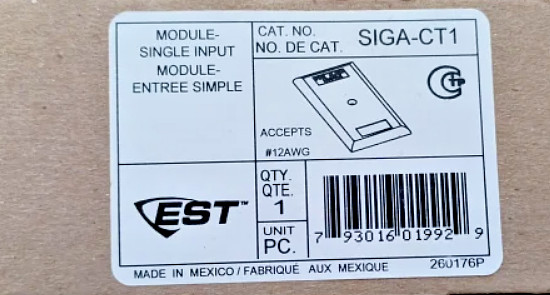 MODULE-
SINGLE INPUT
MODULE-
ENTREE SIMPLE
CAT. NO.
NO. DE CAT.
SIGA-CT1
ACCEPTS
#12AWG
EST™
QTY.
QTE.
1
UNIT
PC.
7 93016 01992 9
MADE IN MEXICO / FABRIQUÉ AUX MEXIQUE
260176P